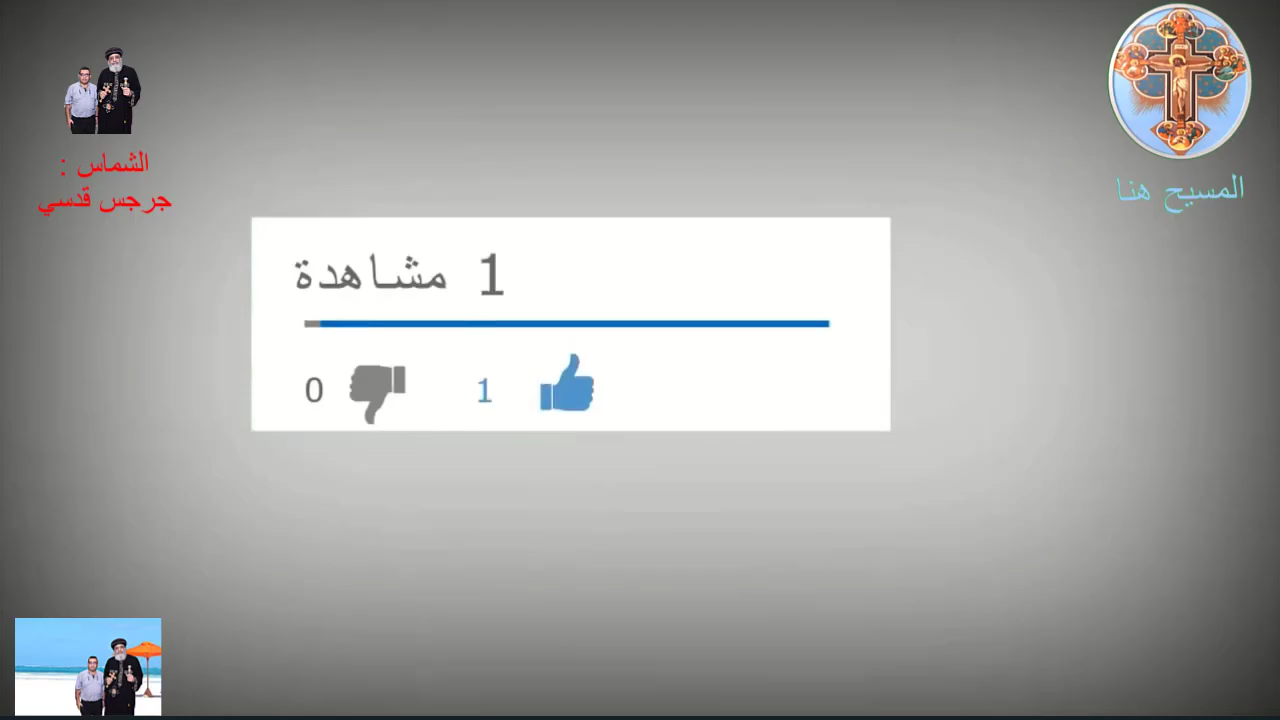 الشماس :
جرجس قدسي
المسيح هنا
1 مشاهدة
0 1